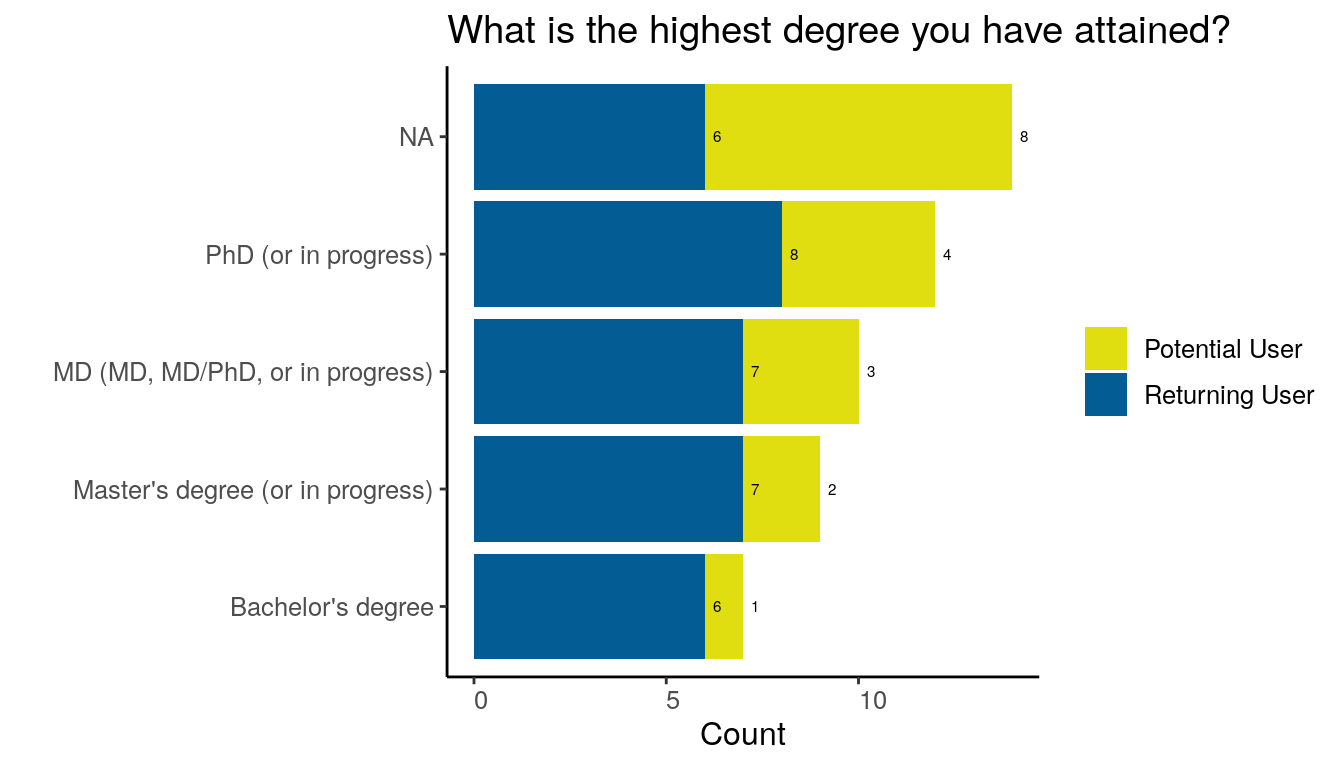 What is the highest degree you have attained?
NA
6
8
PhD (or in progress)
8
4
MD (MD, MD/PhD, or in progress)
7
3
Master's degree (or in progress)
7
2
Bachelor's degree
6
1
0
5
10
Count
Potential User
Returning User